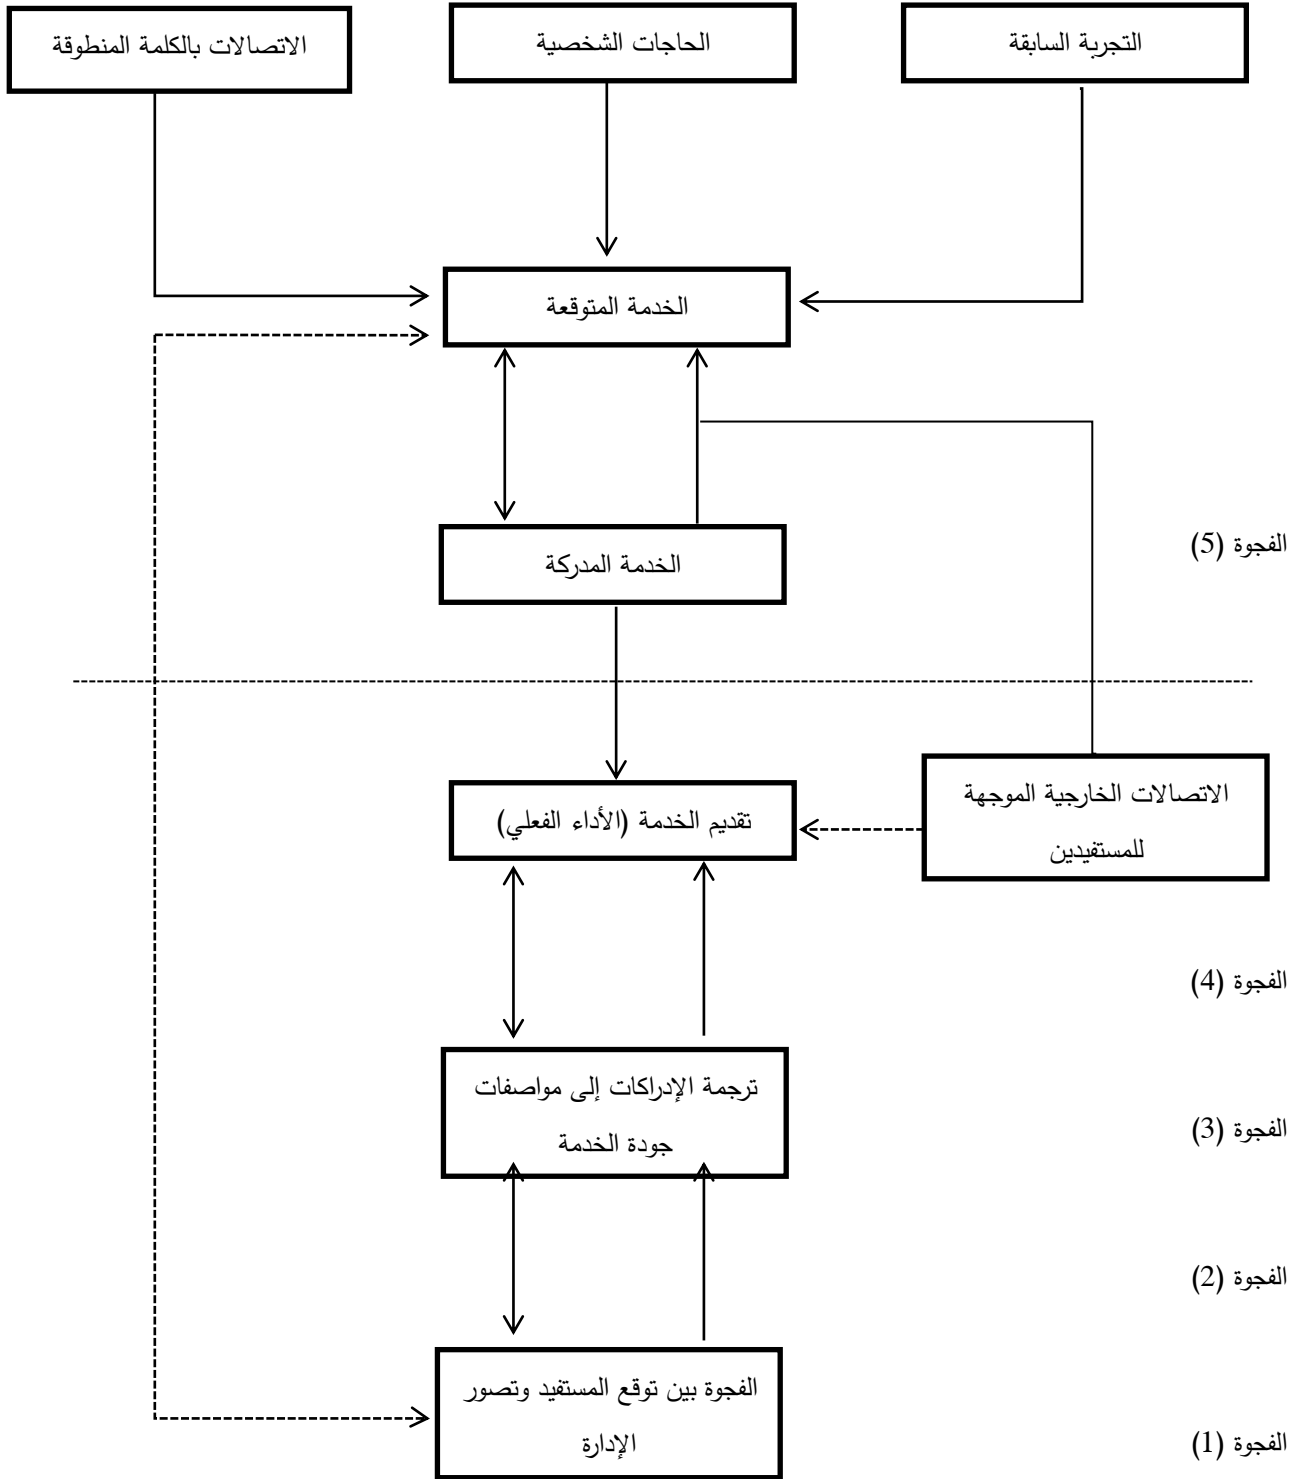 التجربة السابقة
الحاجات الشخصية
الاتصالات بالكلمة المنطوقة
الخدمة المتوقعة
الفجوة (5)
الخدمة المدركة
الاتصالات الخارجية الموجهة
للمستفيدين
تقديم الخدمة (الأداء الفعلي)
الفجوة (4)
ترجمة الإدراكات إلى مواصفات
جودة الخدمة
الفجوة (3)
الفجوة (2)
الفجوة بين توقع المستفيد وتصور
الإدارة
الفجوة (1)